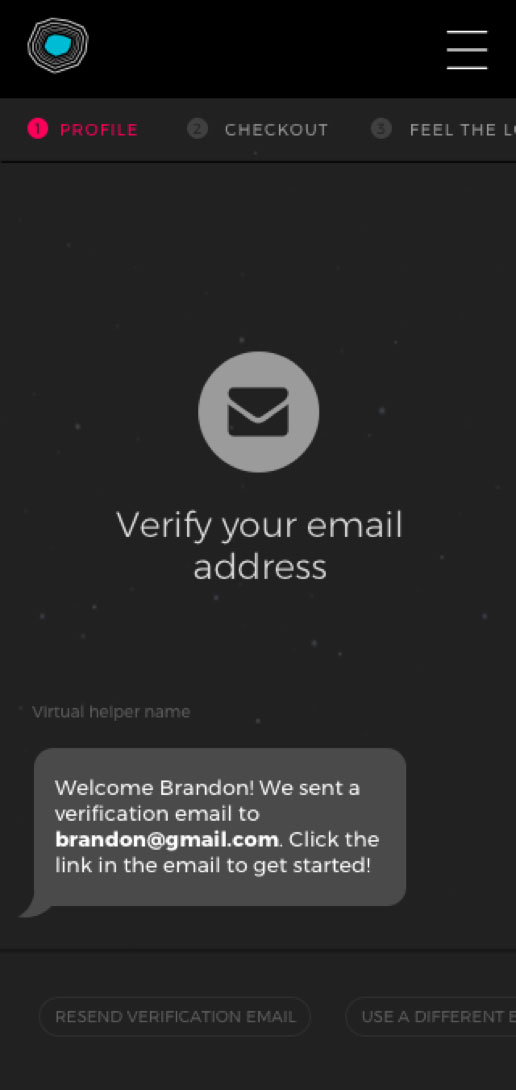 1 PROFILE 2 CHECKOUT 3 FEEL THE
Verify your email
address
Virtual helper name
Welcome Brandon! We sent a
verification email to
brandon@gmail.com. Click the
link in the email to get started!
RESEND VERIFICATION EMAIL USE A DIFFERENT